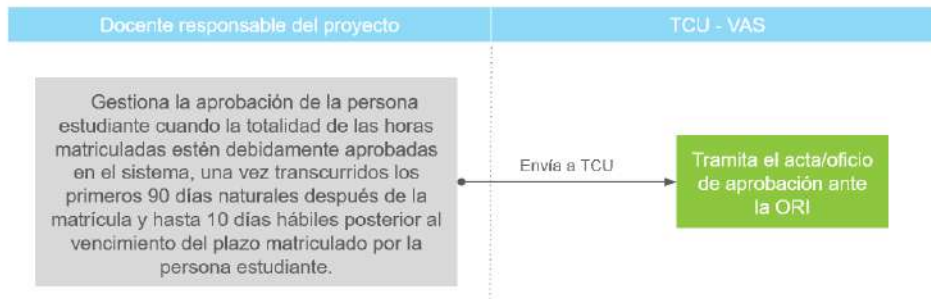 Docente responsable del proyecto
TCU - VAS
Gestiona la aprobación de la persona
estudiante cuando la totalidad de las horas
matriculadas estén debidamente aprobadas
en el sistema, una vez transcurridos los
primeros 90 días naturales después de la
matrícula y hasta 10 días hábiles posterior al
vencimiento del plazo matriculado por la
persona estudiante.
Envía a TCU
Tramita el acta/oficio
de aprobación ante
la ORI